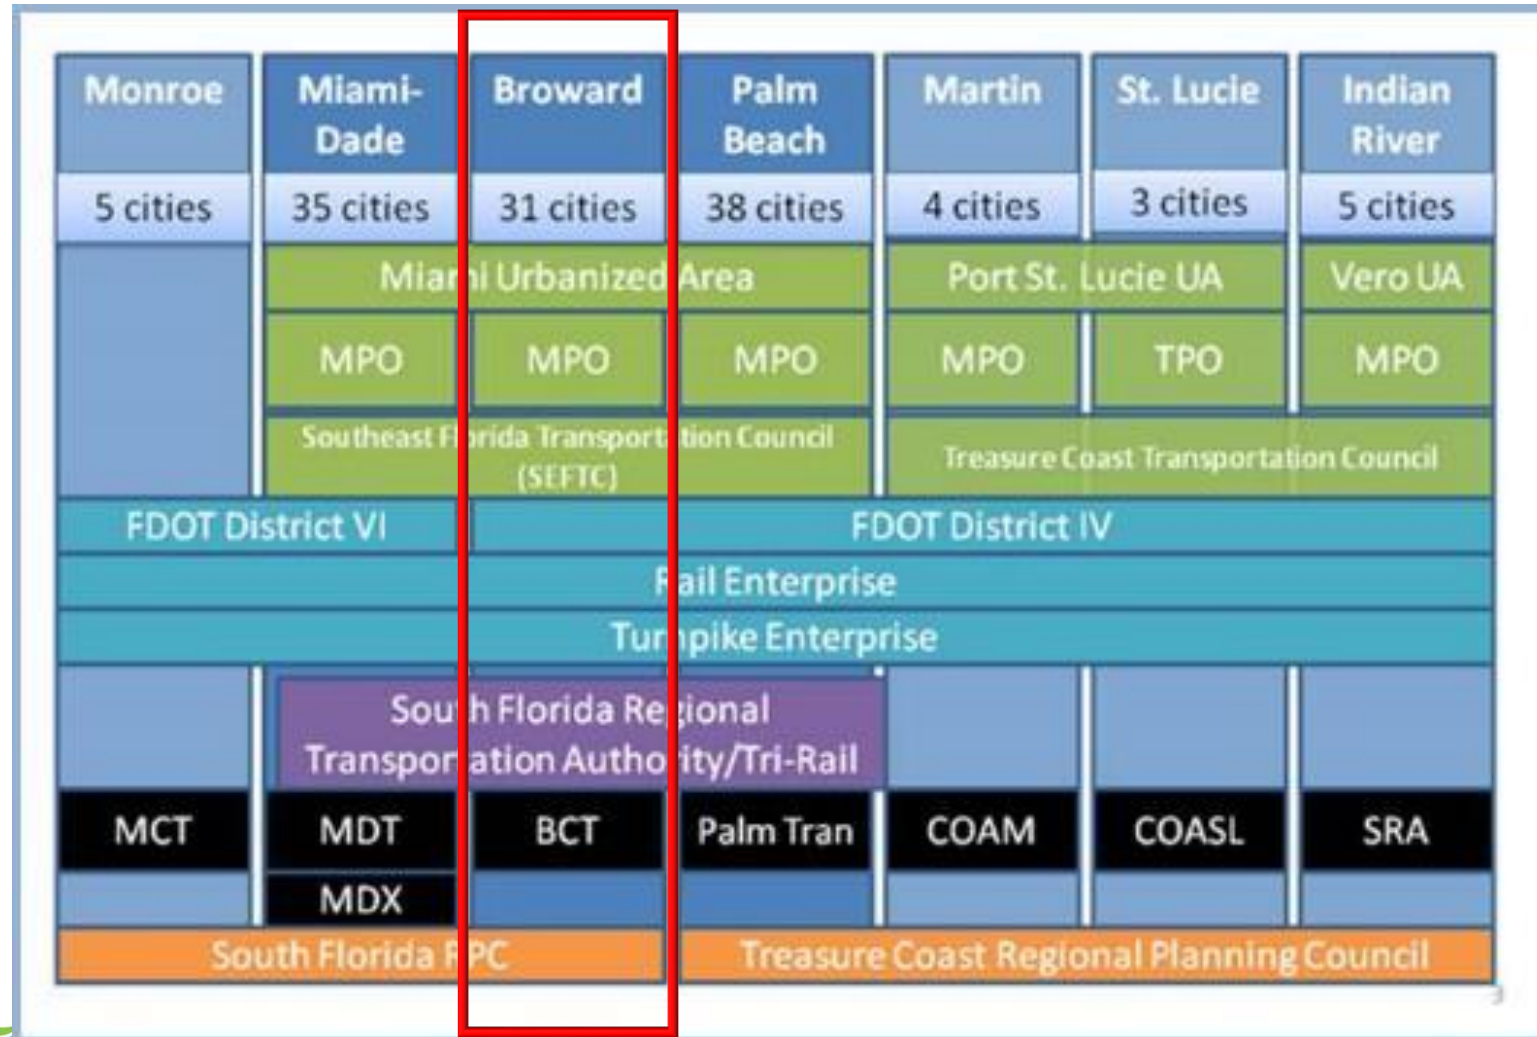 Monroe
Miami-
Dade
Broward
Palm
Beach
Martin
St. Lucie
Indian
River
5 cities
35 cities
31 cities
38 cities
4 cities
3 cities
5 cities
Miami Urbanized Area
Port St. Lucie UA
Vero UA
MPO
MPO
MPO
MPO
TPO
MPO
Southeast Florida Transportation Council
(SEFTC)
Treasure Coast Transportation Council
FDOT District VI
FDOT District IV
Rail Enterprise
Turnpike Enterprise
South Florida Regional
Transportation Authority/Tri-Rail
MCT
MDT
BCT
Palm Tran
COAM
COASL
SRA
MDX
South Florida RPC
Treasure Coast Regional Planning Council
3